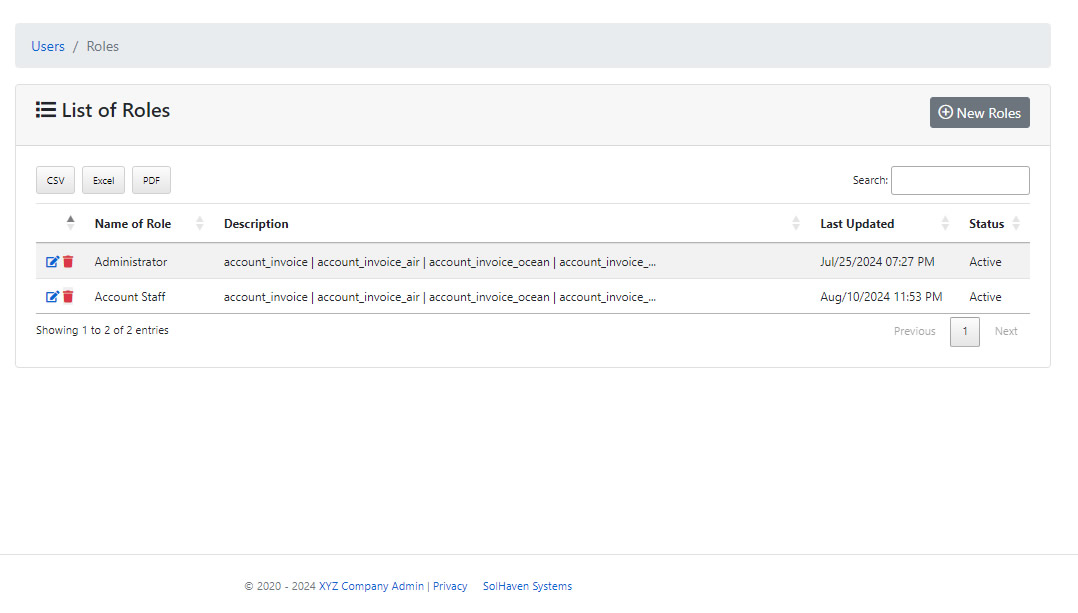 Users / Roles
List of Roles
New Roles
CSV Excel PDF
Search:
Name of Role Description Last Updated Status
Administrator account_invoice | account_invoice_air | account_invoice_ocean | account_invoice_... Jul/25/2024 07:27 PM Active
Account Staff account_invoice | account_invoice_air | account_invoice_ocean | account_invoice_... Aug/10/2024 11:53 PM Active
Showing 1 to 2 of 2 entries
Previous 1 Next
© 2020 - 2024 XYZ Company Admin | Privacy SolHaven Systems